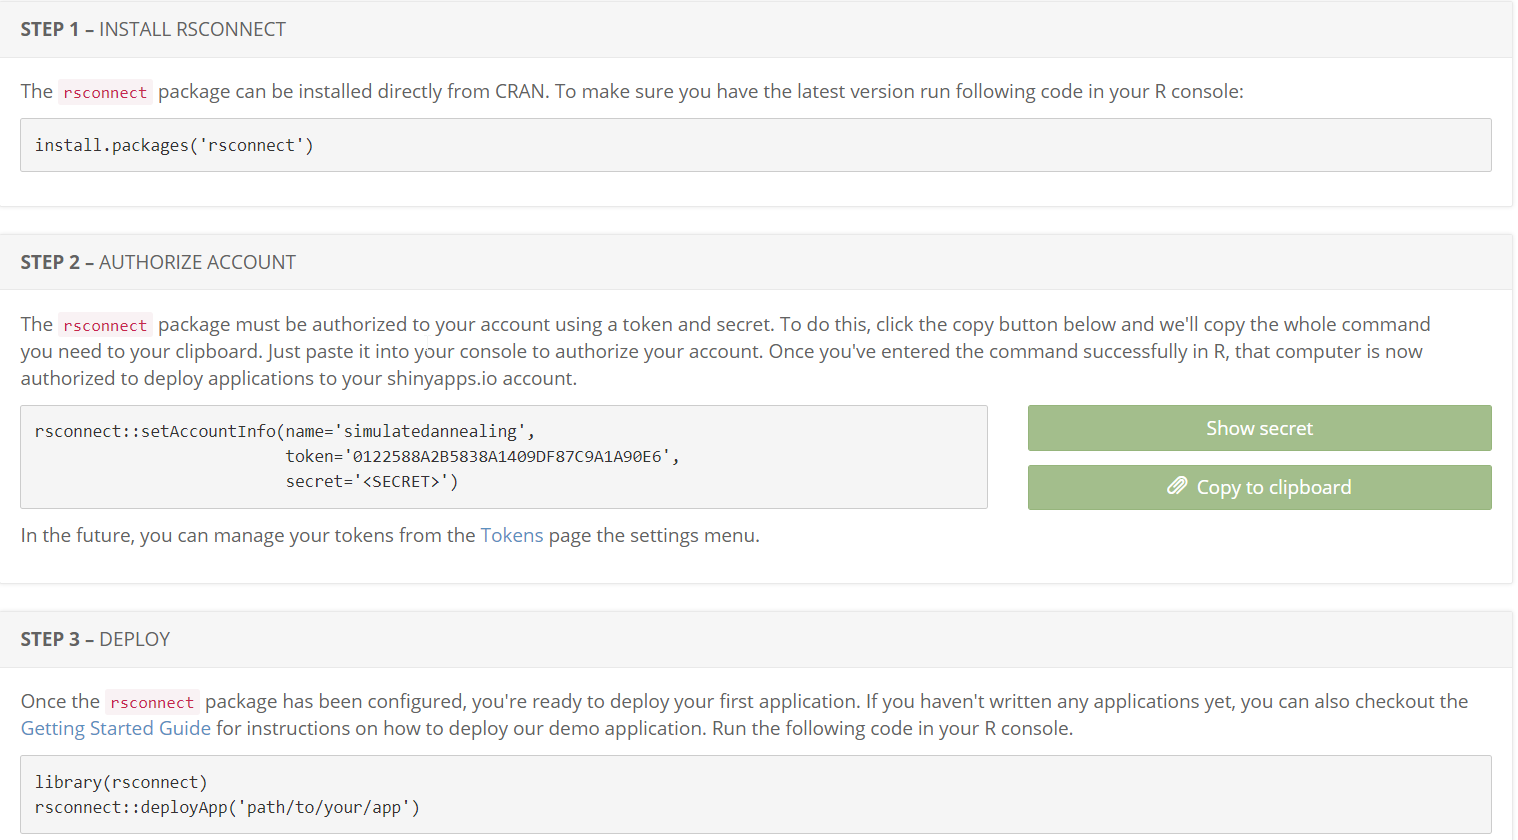 STEP 1 – INSTALL RSCONNECT
The rsconnect package can be installed directly from CRAN. To make sure you have the latest version run following code in your R console:
install.packages('rsconnect')
STEP 2 – AUTHORIZE ACCOUNT
The rsconnect package must be authorized to your account using a token and secret. To do this, click the copy button below and we'll copy the whole command
you need to your clipboard. Just paste it into your console to authorize your account. Once you've entered the command successfully in R, that computer is now
authorized to deploy applications to your shinyapps.io account.
rsconnect::setAccountInfo(name='simulatedannealing',
token='0122588A2B5838A1409DF87C9A1A90E6',
secret='<SECRET>')
Show secret
Copy to clipboard
In the future, you can manage your tokens from the Tokens page the settings menu.
STEP 3 – DEPLOY
Once the rsconnect package has been configured, you're ready to deploy your first application. If you haven't written any applications yet, you can also checkout the
Getting Started Guide for instructions on how to deploy our demo application. Run the following code in your R console.
library(rsconnect)
rsconnect::deployApp('path/to/your/app')